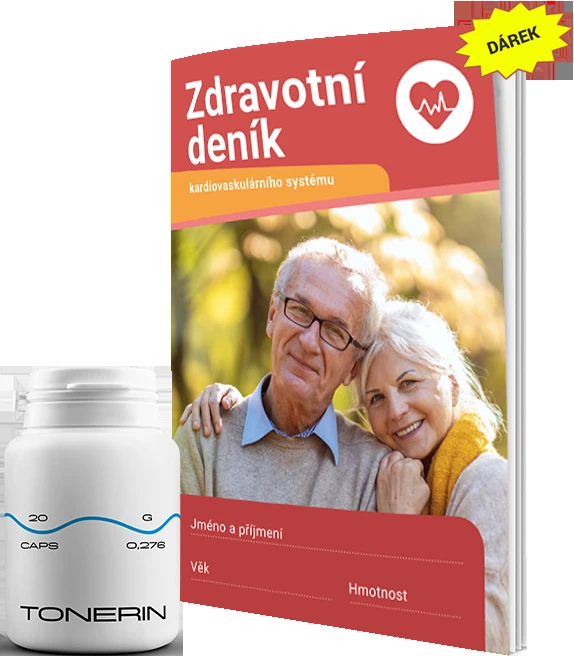 DÁREK
Zdravotní
deník
kardiovaskulárního systému
Jméno a příjmení
Věk
Hmotnost
20 G
CAPS 0,276
TONERIN